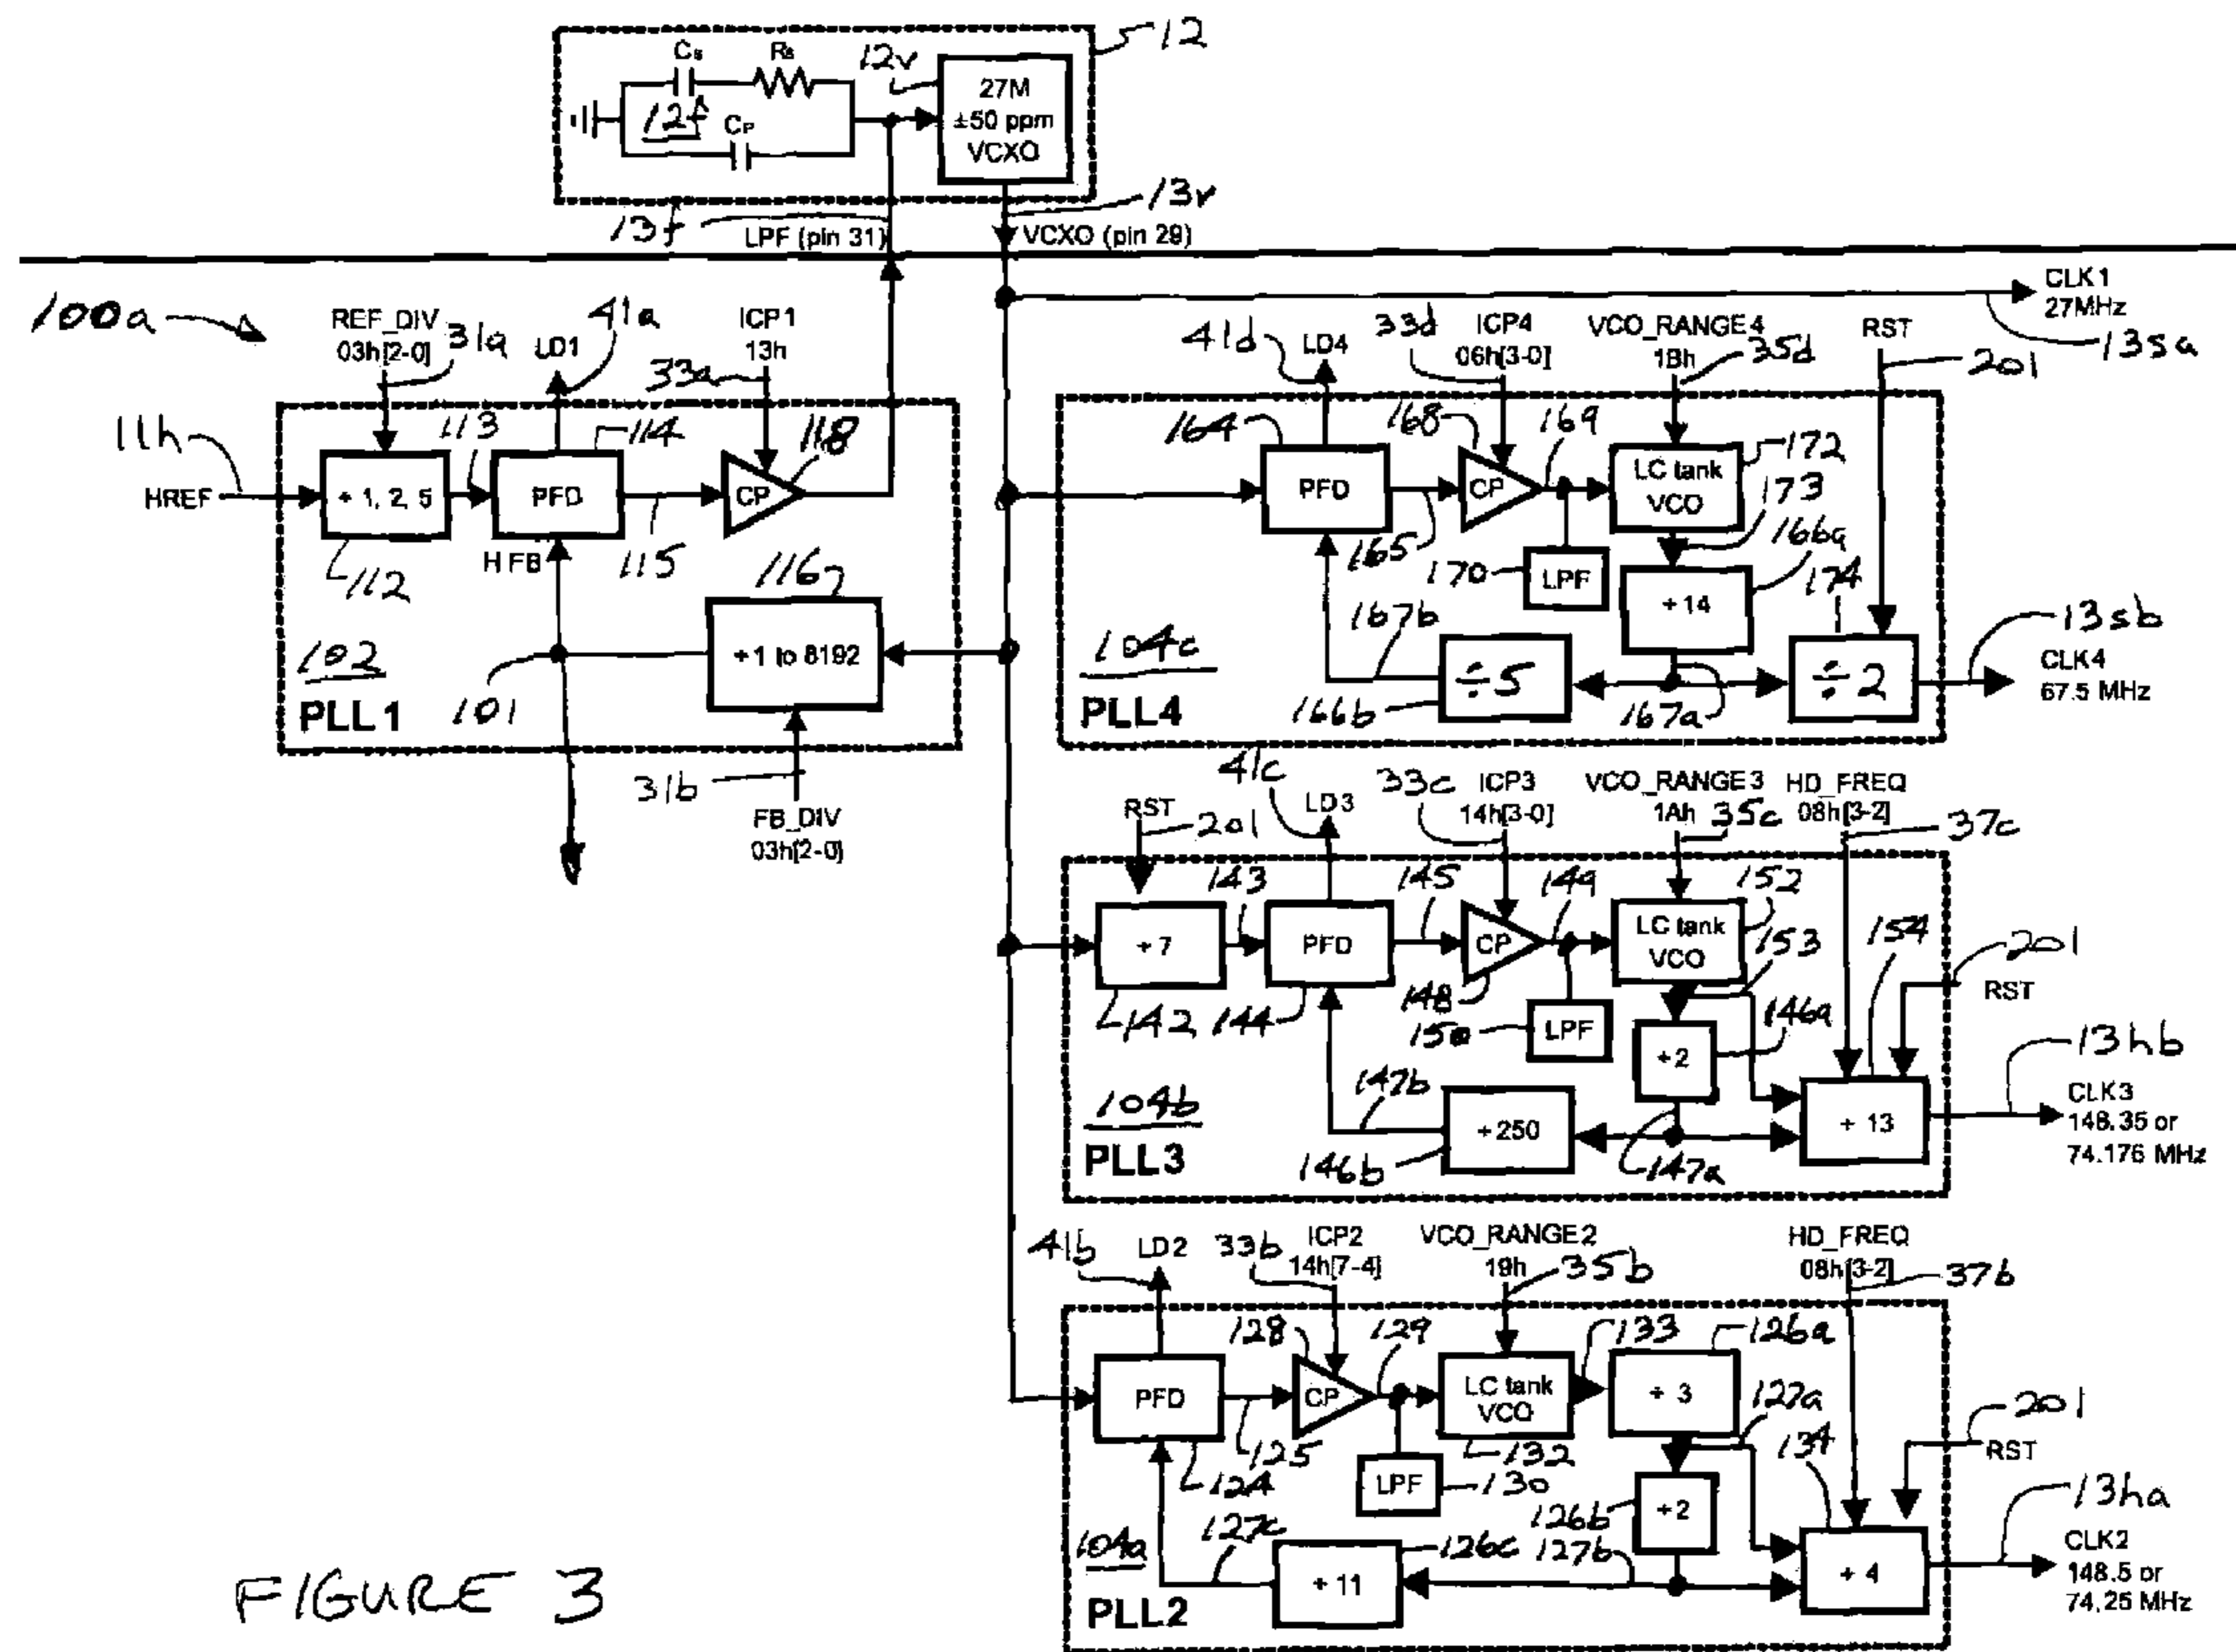 12
Cs
Rs
12v
27M
±50 ppm
VCXO
12f
CP
13f
13v
LPF (pin 31)
VCXO (pin 29)
100a
REF_DIV
03h[2-0]
31a
LD1
41a
ICP1
13h
33a
CLK1
27MHz
135a
41d
LD4
33d
ICP4
06h[3-0]
VCO_RANGE4
1Bh
35d
RST
201
11h
HREF
113
114
118
÷ 1, 2, 5
PFD
CP
112
H FB
115
116
÷1 to 8192
102
PLL1
101
31b
FB_DIV
03h[2-0]
164
168
169
172
PFD
CP
LC tank
VCO
173
165
166a
170
LPF
÷14
174
167b
104c
PLL4
÷5
166b
167a
÷2
13sb
CLK4
67.5 MHz
RST
201
41c
LD3
33c
ICP3
14h[3-0]
VCO_RANGE3
1Ah
35c
HD_FREQ
08h[3-2]
37c
143
145
149
152
÷ 7
PFD
CP
LC tank
VCO
153
154
201
RST
142
144
148
150
LPF
÷2
146a
147b
104b
PLL3
÷250
146b
147a
÷ 13
13hb
CLK3
148.35 or
74.176 MHz
41b
LD2
33b
ICP2
14h[7-4]
VCO_RANGE2
19h
35b
HD_FREQ
08h[3-2]
37b
128
129
133
126a
PFD
CP
LC tank
VCO
÷ 3
127a
134
201
RST
124
125
LPF
130
132
126b
÷2
127c
126c
127b
104a
PLL2
÷ 11
÷ 4
13ha
CLK2
148.5 or
74.25 MHz
FIGURE 3